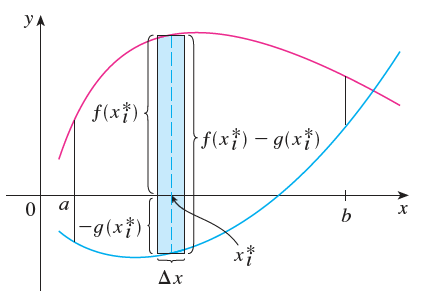 y
f(x*i)
f(x*i) − g(x*i)
0
a
b
x
−g(x*i)
x*i
Δx